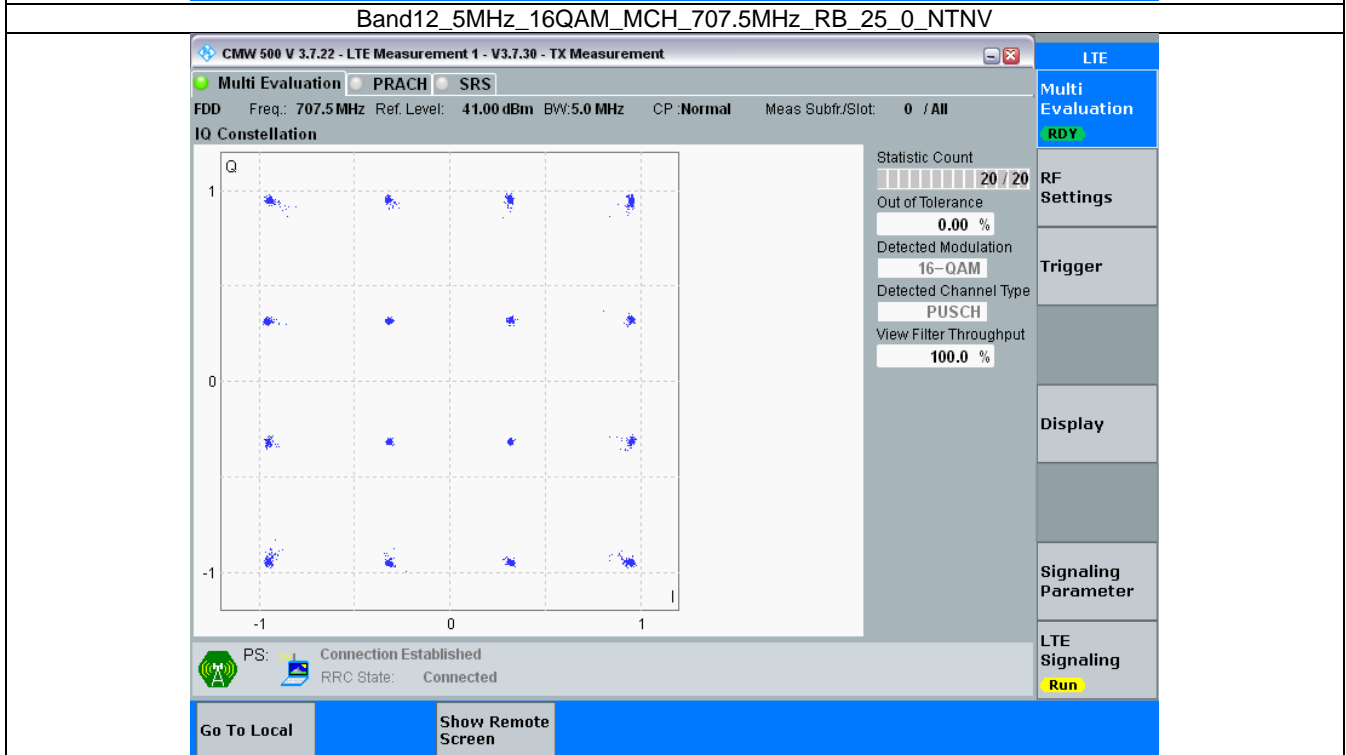 Band12_5MHz_16QAM_MCH_707.5MHz_RB_25_0_NTNV
CMW 500 V 3.7.22 - LTE Measurement 1 - V3.7.30 - TX Measurement
LTE
Multi Evaluation PRACH SRS
Multi
Evaluation
RDY
FDD Freq.: 707.5 MHz Ref. Level: 41.00 dBm BW:5.0 MHz CP :Normal Meas Subfr./Slot: 0 / All
IQ Constellation
Q
1
0
-1
I
-1 0 1
Statistic Count
20 / 20
Out of Tolerance
0.00 %
Detected Modulation
16-QAM
Detected Channel Type
PUSCH
View Filter Throughput
100.0 %
RF
Settings
Trigger
Display
Signaling
Parameter
LTE
Signaling
Run
PS: Connection Established
RRC State: Connected
Go To Local
Show Remote
Screen